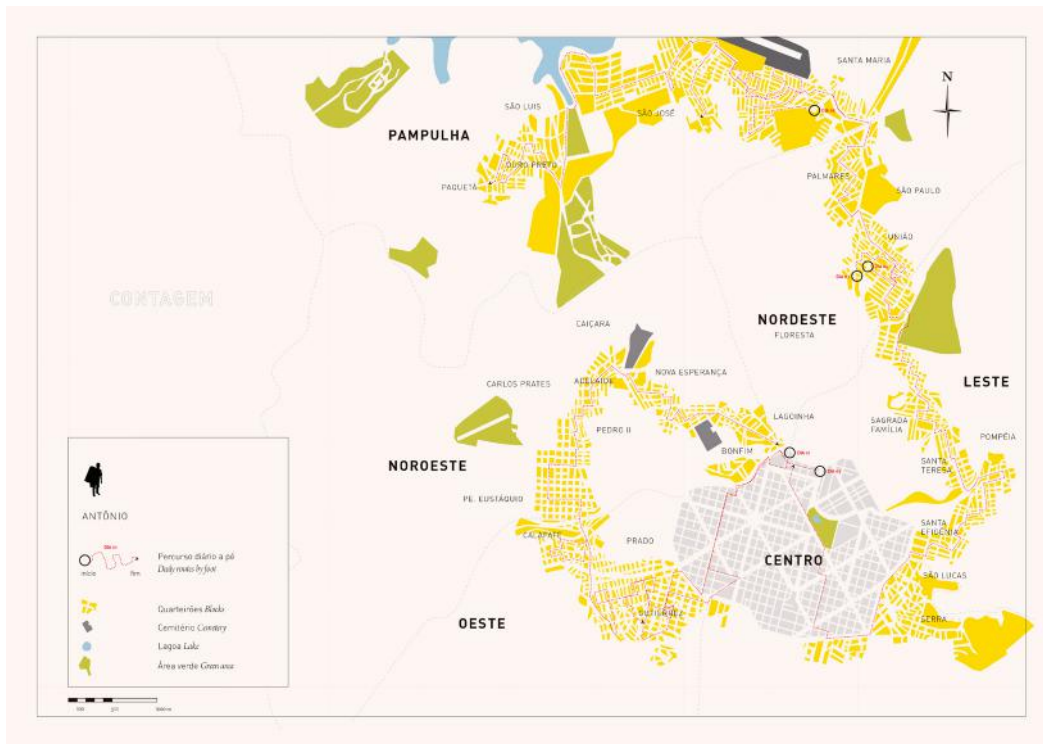 SANTA MARIA
N
SÃO LUIS
SÃO JOSÉ
PAMPULHA
OURO PRETO
PAQUETÁ
PALMARES
SÃO PAULO
UNIÃO
CONTAGEM
NORDESTE
FLORESTA
CAIÇARA
NOVA ESPERANÇA
ADELAIDE
CARLOS PRATES
LESTE
LAGOINHA
SAGRADA
FAMÍLIA
PEDRO II
POMPÉIA
BONFIM
NOROESTE
SANTA
TERESA
PE. EUSTÁQUIO
SANTA
EFIGÊNIA
CALAFATE
PRADO
CENTRO
SÃO LUCAS
OESTE
SERRA
ANTÔNIO
início
fim
Percurso diário a pé
Daily routes by foot
Quarteirões Blocks
Cemitério Cemetery
Lagoa Lake
Área verde Green area